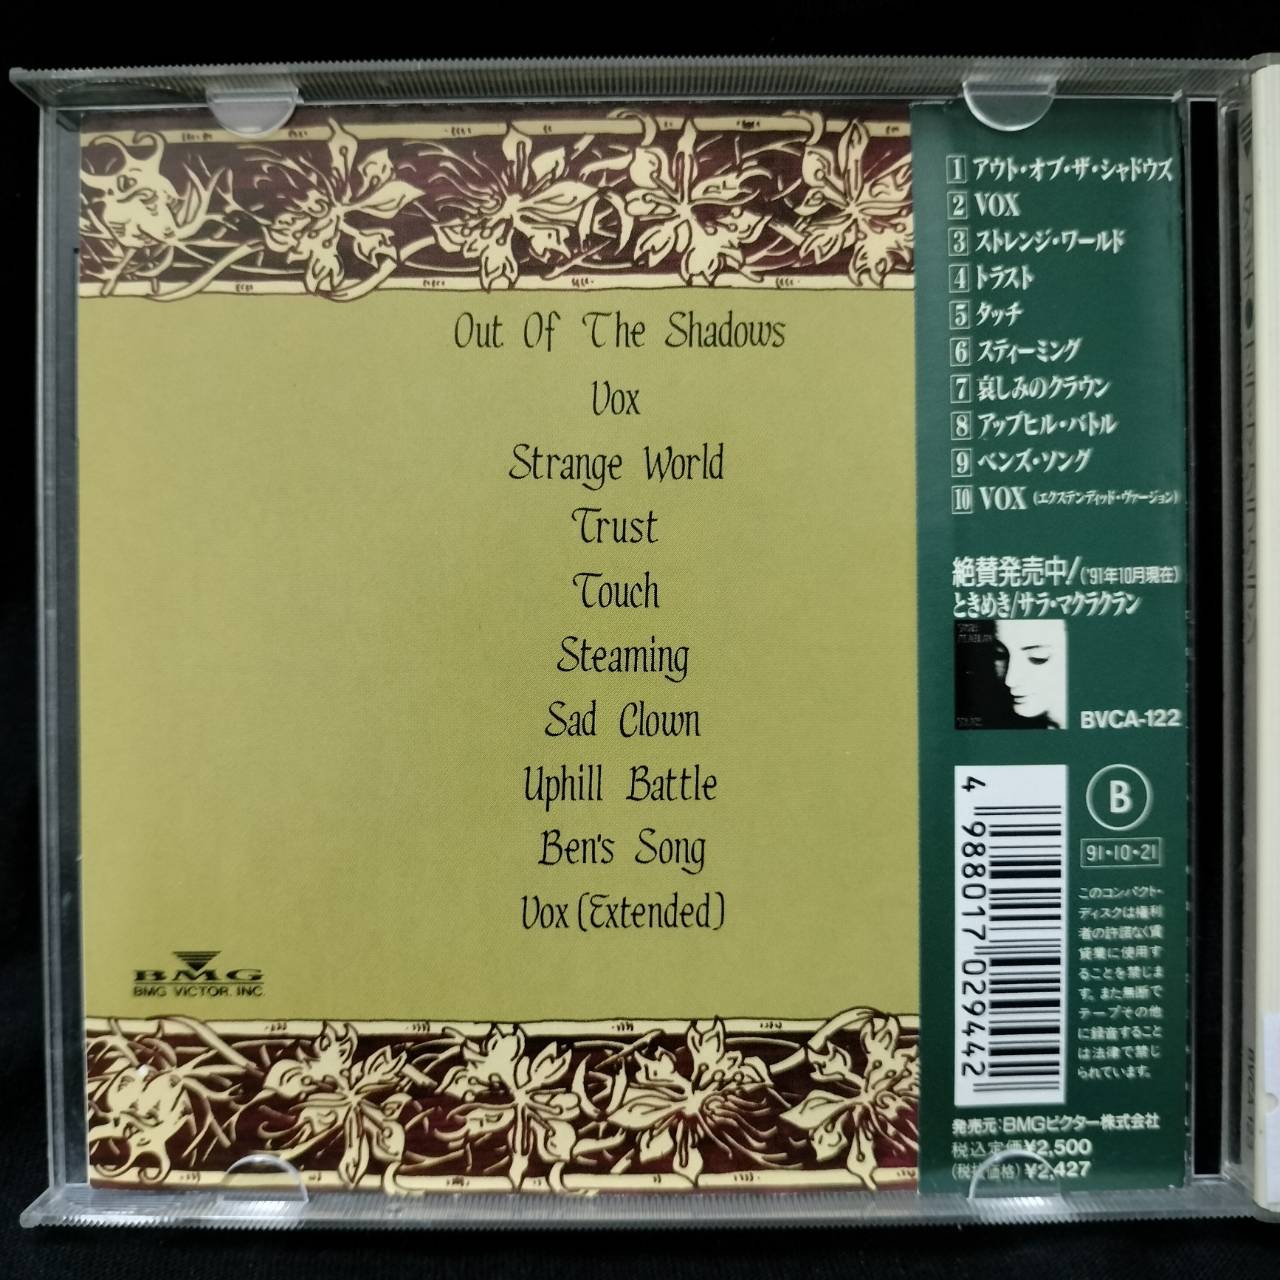 Out Of The Shadows
Vox
Strange World
Trust
Touch
Steaming
Sad Clown
Uphill Battle
Ben's Song
Vox (Extended)
BMG
BMG VICTOR, INC.
1 アウト・オブ・ザ・シャドウズ
2 VOX
3 ストレンジ・ワールド
4 トラスト
5 タッチ
6 スティーミング
7 哀しみのクラウン
8 アップヒル・バトル
9 ベンズ・ソング
10 VOX (エクステンディッド・ヴァージョン)
絶賛発売中!('91年10月現在)
ときめき/サラ・マクラクラン
BVCA-122
4 988017 029442
B
91・10・21
このコンパクト・
ディスクは権利
者の許諾なく賃
貸業に使用す
ることを禁じま
す。また無断で
テープその他
に録音すること
は法律で禁じ
られています。
発売元:BMGビクター株式会社
税込定価¥2,500
(税抜価格)¥2,427